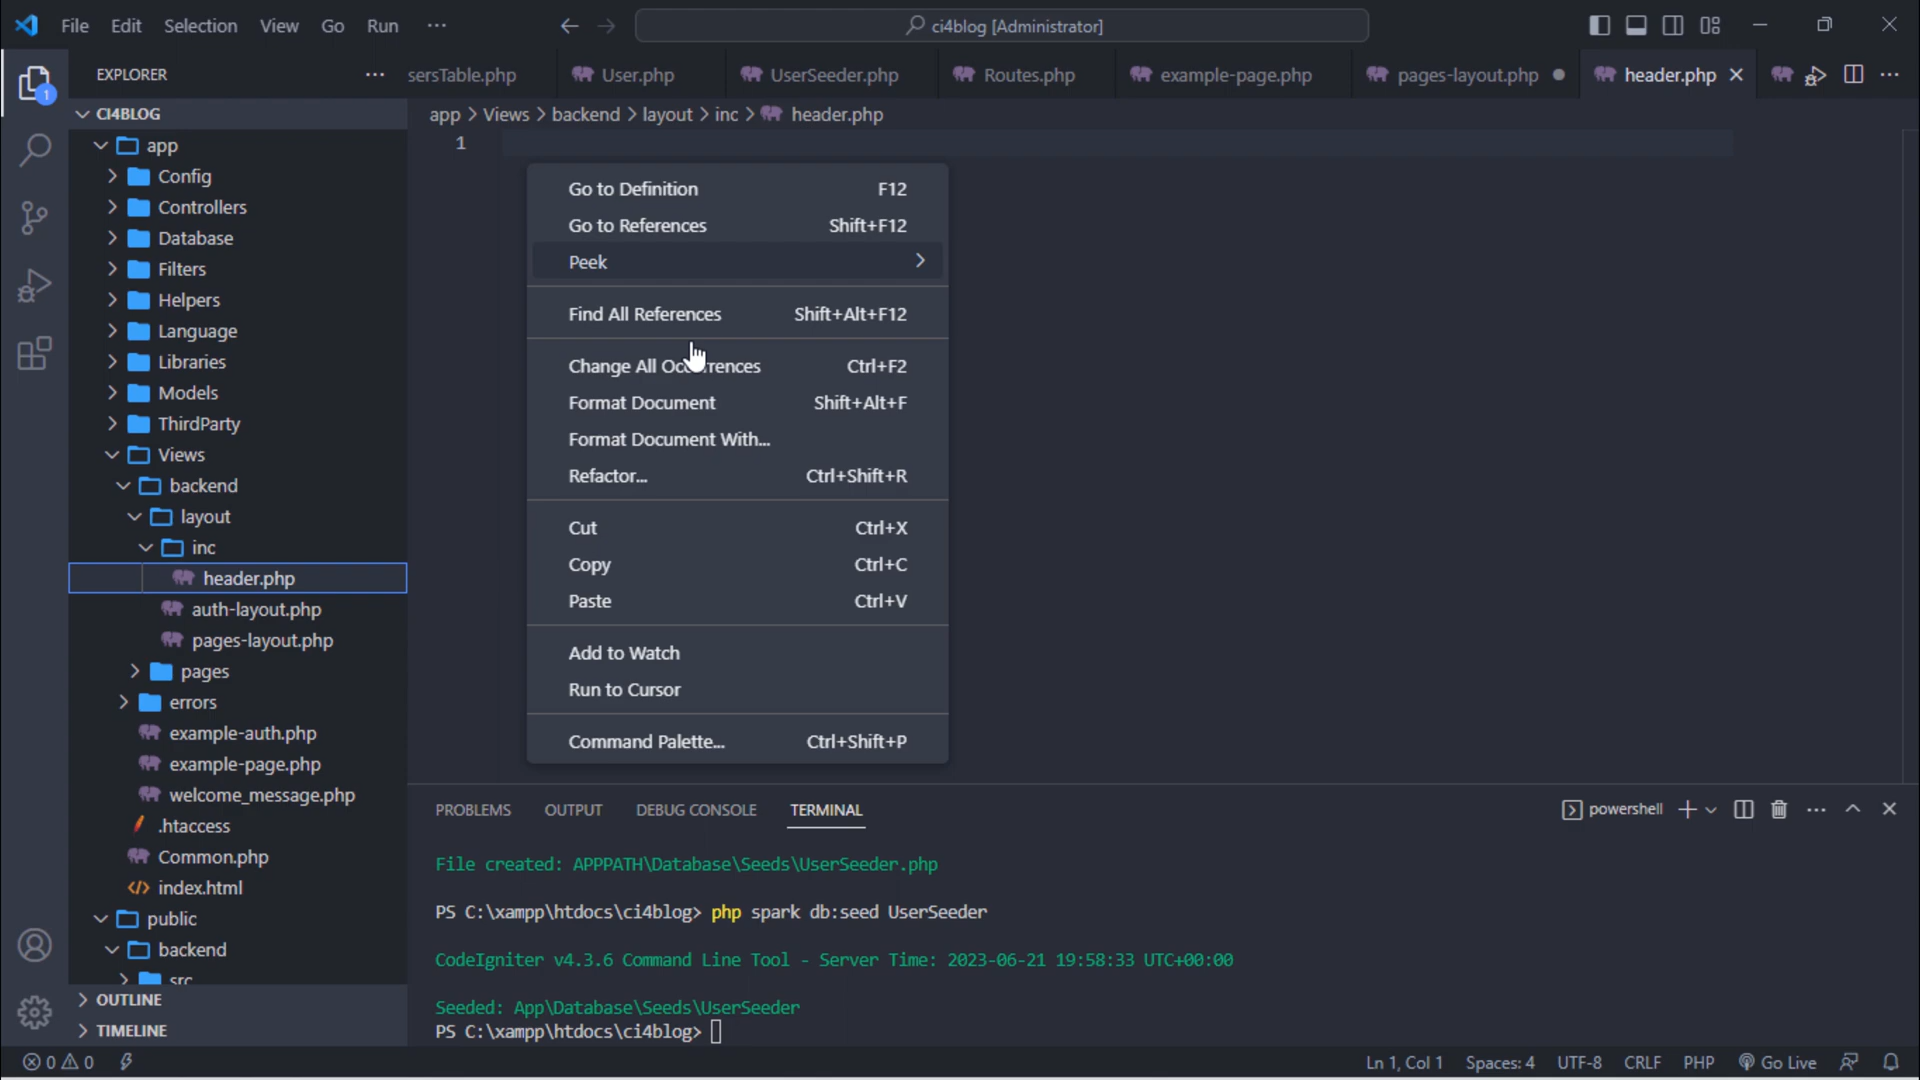 File Edit Selection View Go Run ···
ci4blog [Administrator]
EXPLORER ···
sersTable.php User.php UserSeeder.php Routes.php example-page.php pages-layout.php header.php
CI4BLOG
app > Views > backend > layout > inc > header.php
1
app
Config
Controllers
Database
Filters
Helpers
Language
Libraries
Models
ThirdParty
Views
backend
layout
inc
header.php
auth-layout.php
pages-layout.php
pages
errors
example-auth.php
example-page.php
welcome_message.php
.htaccess
Common.php
index.html
public
backend
src
OUTLINE
TIMELINE
1
Go to Definition F12
Go to References Shift+F12
Peek
Find All References Shift+Alt+F12
Change All Occurrences Ctrl+F2
Format Document Shift+Alt+F
Format Document With...
Refactor... Ctrl+Shift+R
Cut Ctrl+X
Copy Ctrl+C
Paste Ctrl+V
Add to Watch
Run to Cursor
Command Palette... Ctrl+Shift+P
PROBLEMS OUTPUT DEBUG CONSOLE TERMINAL powershell
File created: APPPATH\Database\Seeds\UserSeeder.php
PS C:\xampp\htdocs\ci4blog> php spark db:seed UserSeeder
CodeIgniter v4.3.6 Command Line Tool - Server Time: 2023-06-21 19:58:33 UTC+00:00
Seeded: App\Database\Seeds\UserSeeder
PS C:\xampp\htdocs\ci4blog>
0 0 Ln 1, Col 1 Spaces: 4 UTF-8 CRLF PHP Go Live